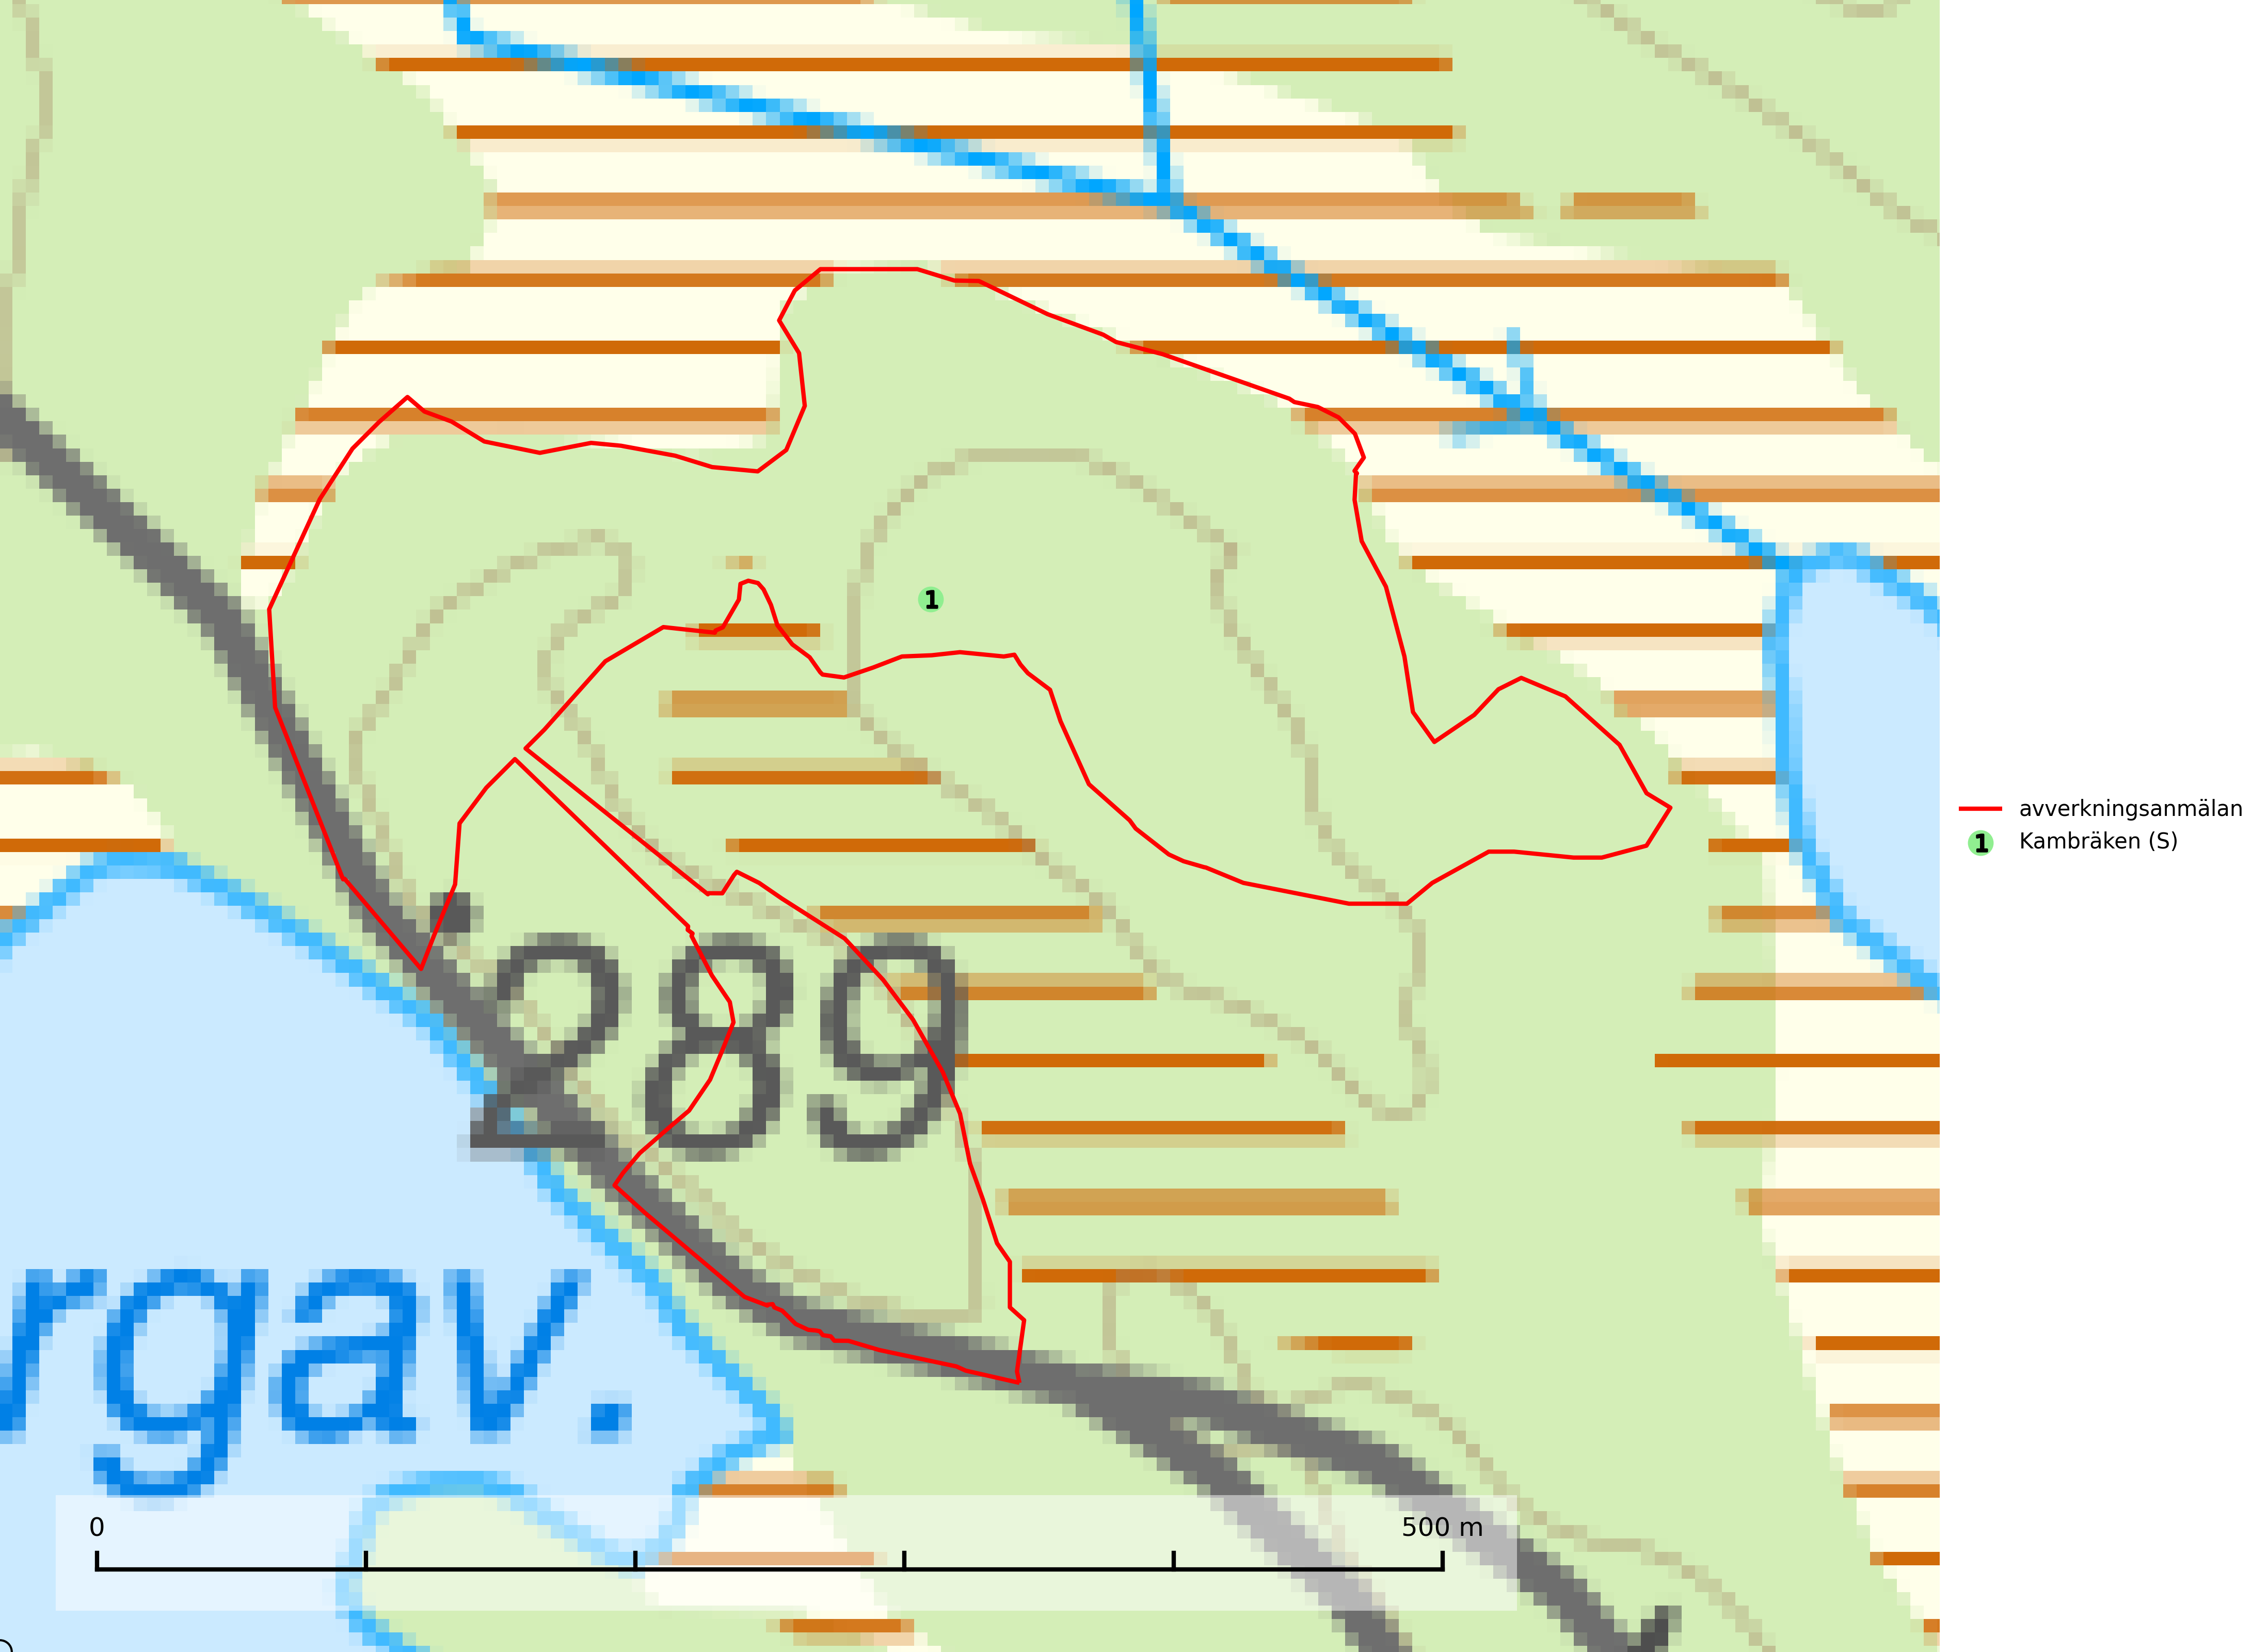 1
289
rgav.
0
500 m
avverkningsanmälan
1 Kambräken (S)